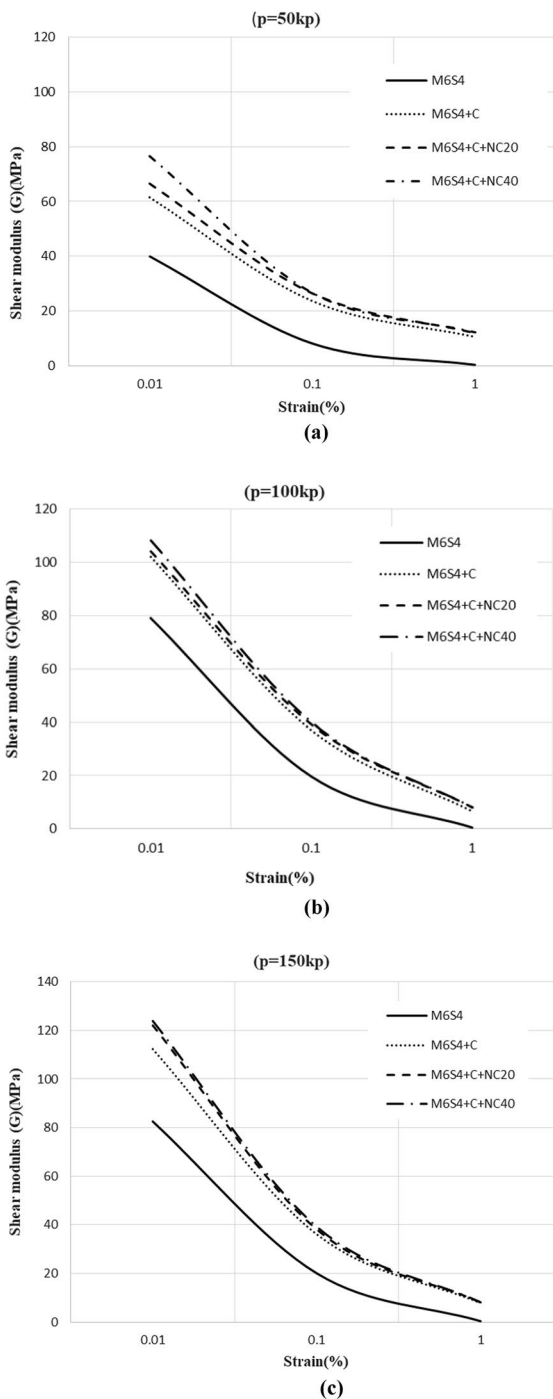 (p=50kp)
120
100
80
60
40
20
0
Shear modulus (G)(MPa)
M6S4
M6S4+C
M6S4+C+NC20
M6S4+C+NC40
0.01 0.1 1
Strain(%)
(a)
(p=100kp)
120
100
80
60
40
20
0
Shear modulus (G)(MPa)
M6S4
M6S4+C
M6S4+C+NC20
M6S4+C+NC40
0.01 0.1 1
Strain(%)
(b)
(p=150kp)
140
120
100
80
60
40
20
0
Shear modulus (G)(MPa)
M6S4
M6S4+C
M6S4+C+NC20
M6S4+C+NC40
0.01 0.1 1
Strain(%)
(c)